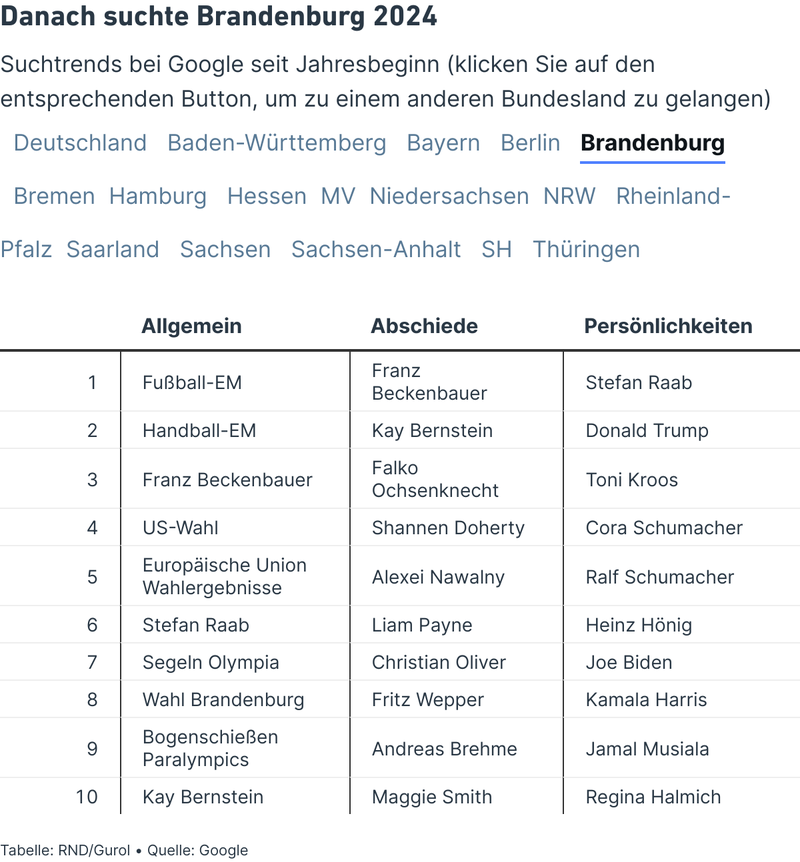 Danach suchte Brandenburg 2024
Suchtrends bei Google seit Jahresbeginn (klicken Sie auf den
entsprechenden Button, um zu einem anderen Bundesland zu gelangen)
Deutschland Baden-Württemberg Bayern Berlin Brandenburg
Bremen Hamburg Hessen MV Niedersachsen NRW Rheinland-
Pfalz Saarland Sachsen Sachsen-Anhalt SH Thüringen
Allgemein Abschiede Persönlichkeiten
1 Fußball-EM Franz Beckenbauer Stefan Raab
2 Handball-EM Kay Bernstein Donald Trump
3 Franz Beckenbauer Falko Ochsenknecht Toni Kroos
4 US-Wahl Shannen Doherty Cora Schumacher
5 Europäische Union Wahlergebnisse Alexei Nawalny Ralf Schumacher
6 Stefan Raab Liam Payne Heinz Hönig
7 Segeln Olympia Christian Oliver Joe Biden
8 Wahl Brandenburg Fritz Wepper Kamala Harris
9 Bogenschießen Paralympics Andreas Brehme Jamal Musiala
10 Kay Bernstein Maggie Smith Regina Halmich
Tabelle: RND/Gurol • Quelle: Google